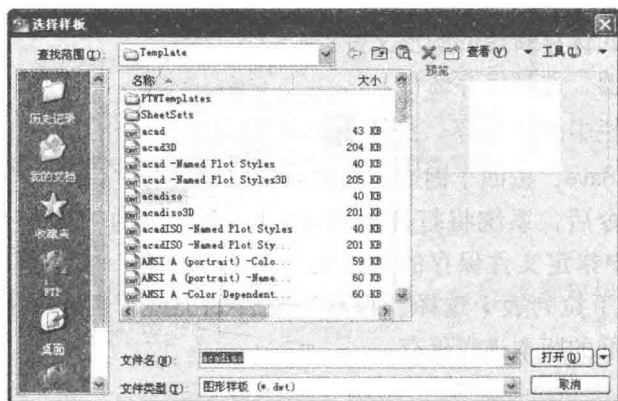 选择样板
查找范围(I): Template 查看(V) 工具(L)
名称 大小 预览
PTWTemplates
SheetSets
acad 43 KB
acad3D 204 KB
acad -Named Plot Styles 40 KB
acad -Named Plot Styles3D 205 KB
acadiso 40 KB
acadiso3D 201 KB
acadISO -Named Plot Styles 40 KB
acadISO -Named Plot Sty... 201 KB
ANSI A (portrait) -Colo... 59 KB
ANSI A (portrait) -Name... 60 KB
ANSI A -Color Dependent... 60 KB
历史记录
我的文档
收藏夹
FTP
桌面
文件名(N): acadiso 打开(O)
文件类型(T): 图形样板 (*.dwt) 取消